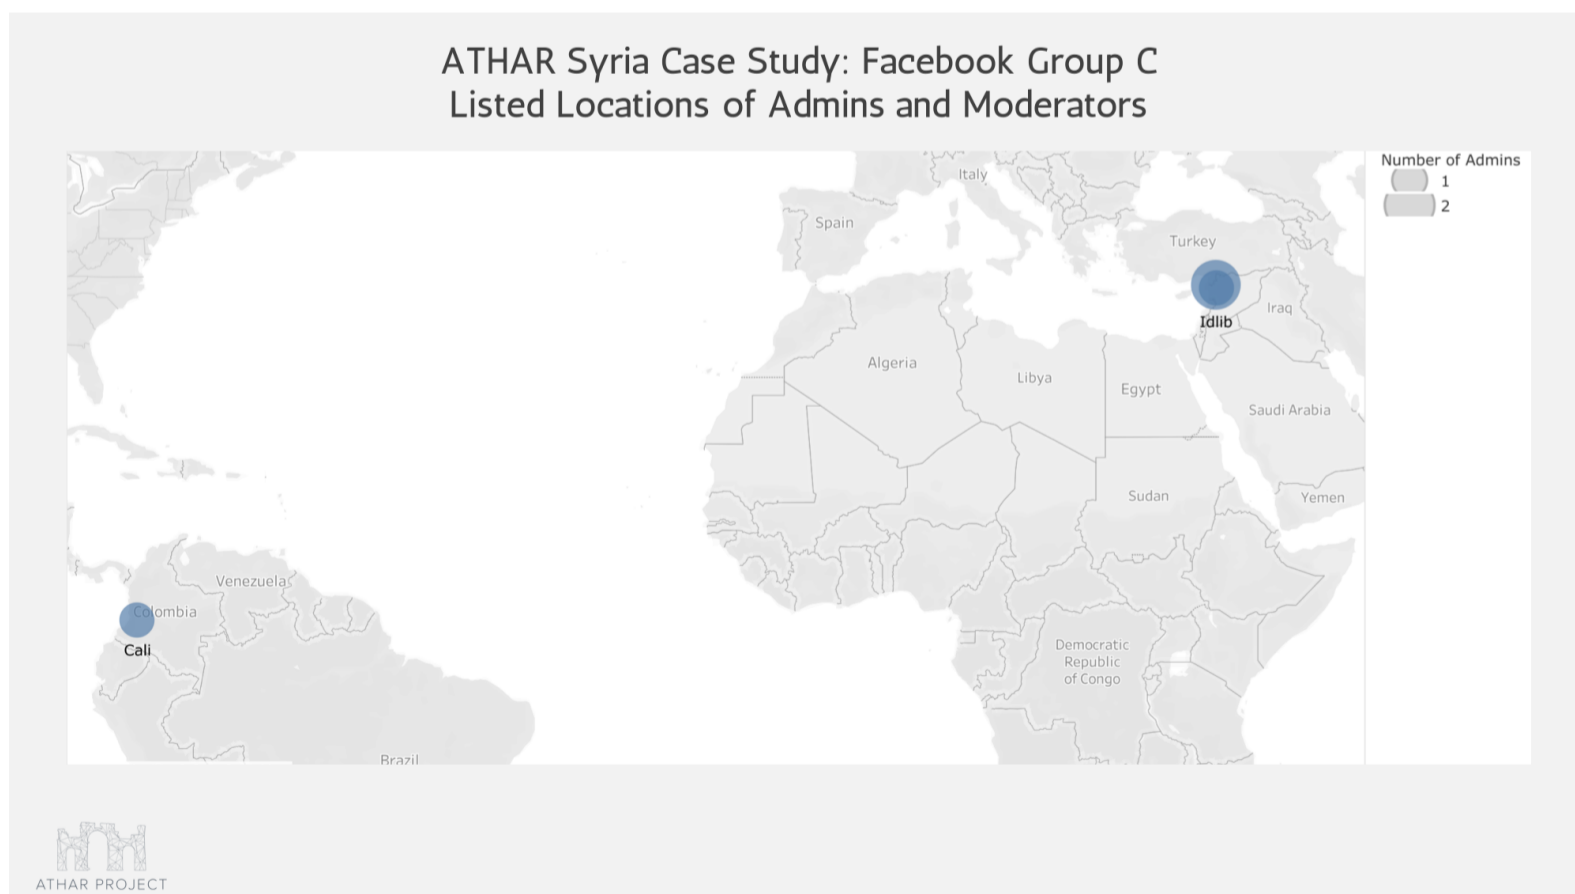 ATHAR Syria Case Study: Facebook Group C
Listed Locations of Admins and Moderators
Number of Admins
1
2
Italy
Spain
Turkey
Iraq
Idlib
Algeria
Libya
Egypt
Saudi Arabia
Sudan
Yemen
Venezuela
Colombia
Cali
Democratic
Republic
of Congo
Brazil
ATHAR PROJECT